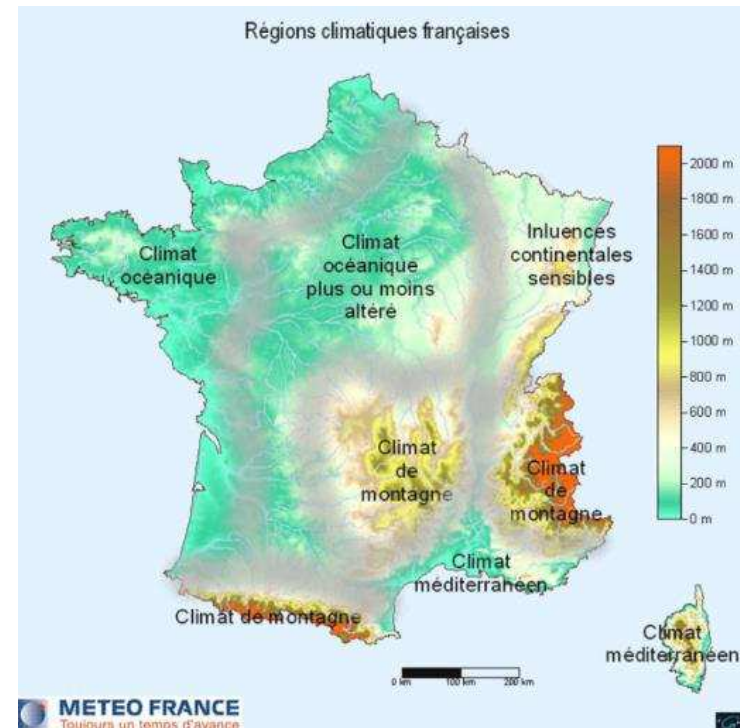 Régions climatiques françaises
2000 m
1800 m
1600 m
1400 m
1200 m
1000 m
800 m
600 m
400 m
200 m
0 m
Climat
océanique
Climat
océanique
plus ou moins
altéré
Inluences
continentales
sensibles
Climat
de
montagne
Climat
de
montagne
Climat
méditerranéen
Climat de montagne
Climat
méditerranéen
0 km 100 km 200 km
METEO FRANCE
Toujours un temps d'avance